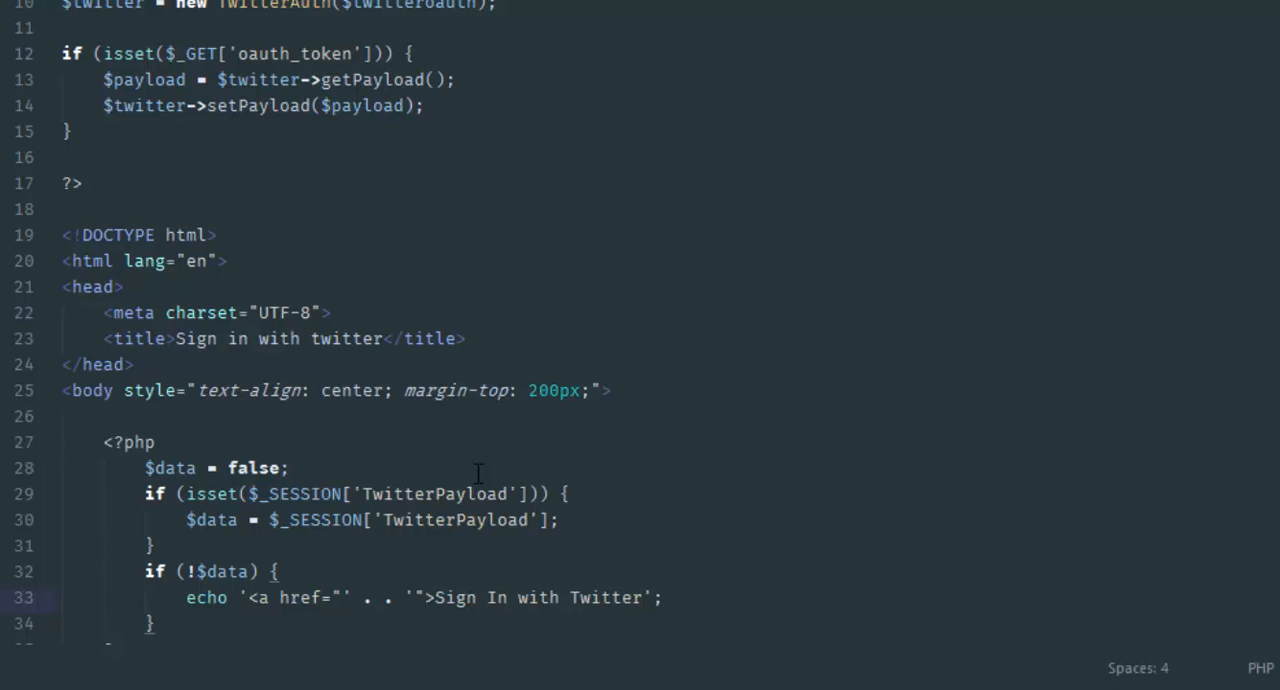 10 $twitter = new TwitterAuth($twitteroauth);
11
12 if (isset($_GET['oauth_token'])) {
13     $payload = $twitter->getPayload();
14     $twitter->setPayload($payload);
15 }
16
17 ?>
18
19 <!DOCTYPE html>
20 <html lang="en">
21 <head>
22     <meta charset="UTF-8">
23     <title>Sign in with twitter</title>
24 </head>
25 <body style="text-align: center; margin-top: 200px;">
26
27     <?php
28         $data = false;
29         if (isset($_SESSION['TwitterPayload'])) {
30             $data = $_SESSION['TwitterPayload'];
31         }
32         if (!$data) {
33             echo '<a href="' . . '">Sign In with Twitter';
34         }
Spaces: 4 PHP